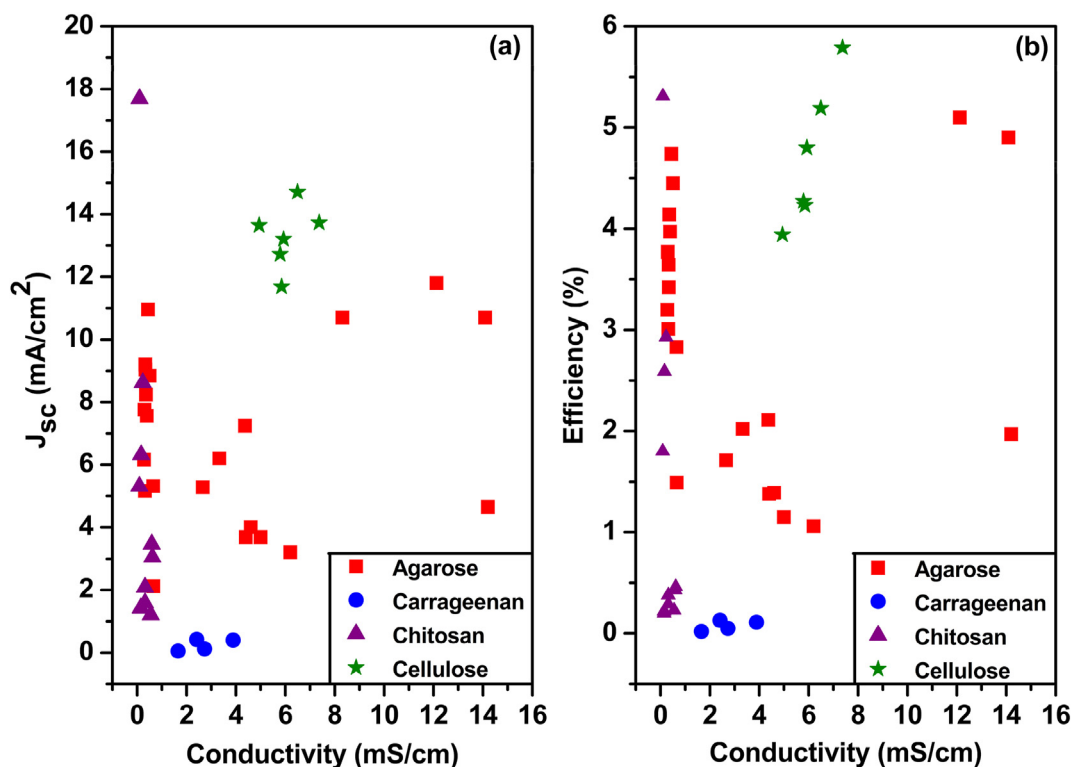 (a)
20
18
16
14
12
10
8
6
4
2
0
J_sc (mA/cm²)
0 2 4 6 8 10 12 14 16
Conductivity (mS/cm)
Agarose
Carrageenan
Chitosan
Cellulose
(b)
6
5
4
3
2
1
0
Efficiency (%)
0 2 4 6 8 10 12 14 16
Conductivity (mS/cm)
Agarose
Carrageenan
Chitosan
Cellulose